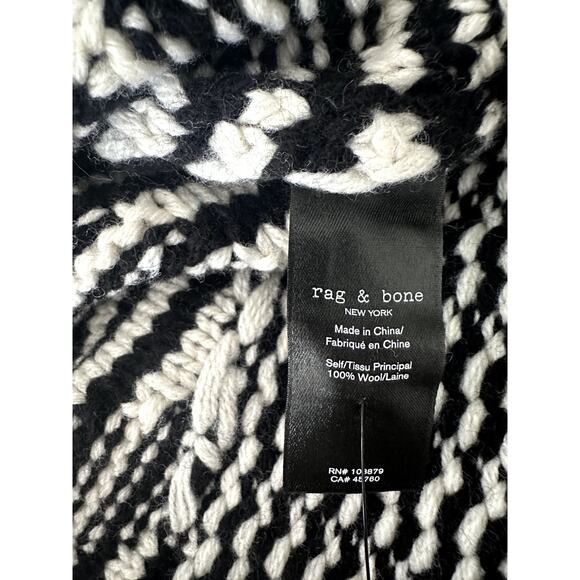 rag & bone
NEW YORK
Made in China/
Fabriqué en Chine
Self/Tissu Principal
100% Wool/Laine
RN# 108879
CA# 45760